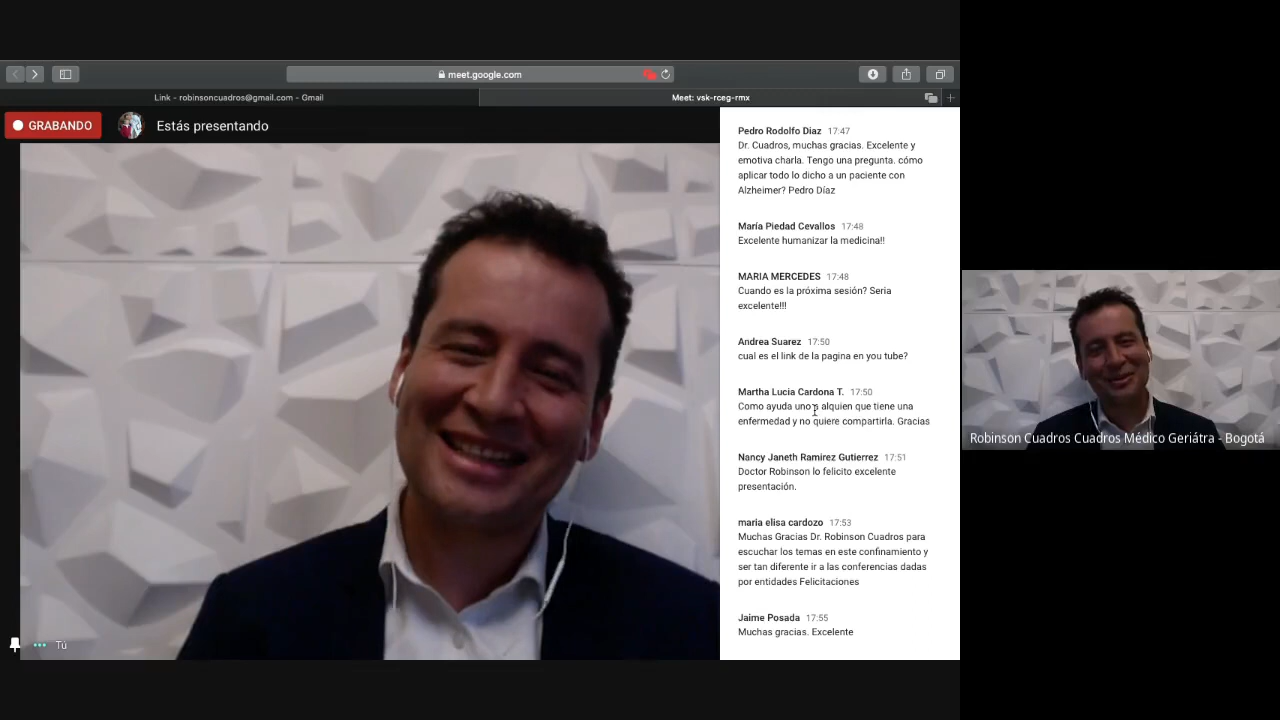 meet.google.com
Link - robinsoncuadros@gmail.com - Gmail
Meet: vsk-rceg-rmx
GRABANDO
Estás presentando
Pedro Rodolfo Diaz 17:47
Dr. Cuadros, muchas gracias. Excelente y
emotiva charla. Tengo una pregunta. cómo
aplicar todo lo dicho a un paciente con
Alzheimer? Pedro Díaz
María Piedad Cevallos 17:48
Excelente humanizar la medicina!!
MARIA MERCEDES 17:48
Cuando es la próxima sesión? Seria
excelente!!!
Andrea Suarez 17:50
cual es el link de la pagina en you tube?
Martha Lucia Cardona T. 17:50
Como ayuda uno a alquien que tiene una
enfermedad y no quiere compartirla. Gracias
Nancy Janeth Ramirez Gutierrez 17:51
Doctor Robinson lo felicito excelente
presentación.
maria elisa cardozo 17:53
Muchas Gracias Dr. Robinson Cuadros para
escuchar los temas en este confinamiento y
ser tan diferente ir a las conferencias dadas
por entidades Felicitaciones
Jaime Posada 17:55
Muchas gracias. Excelente
Tú
Robinson Cuadros Cuadros Médico Geriátra - Bogotá